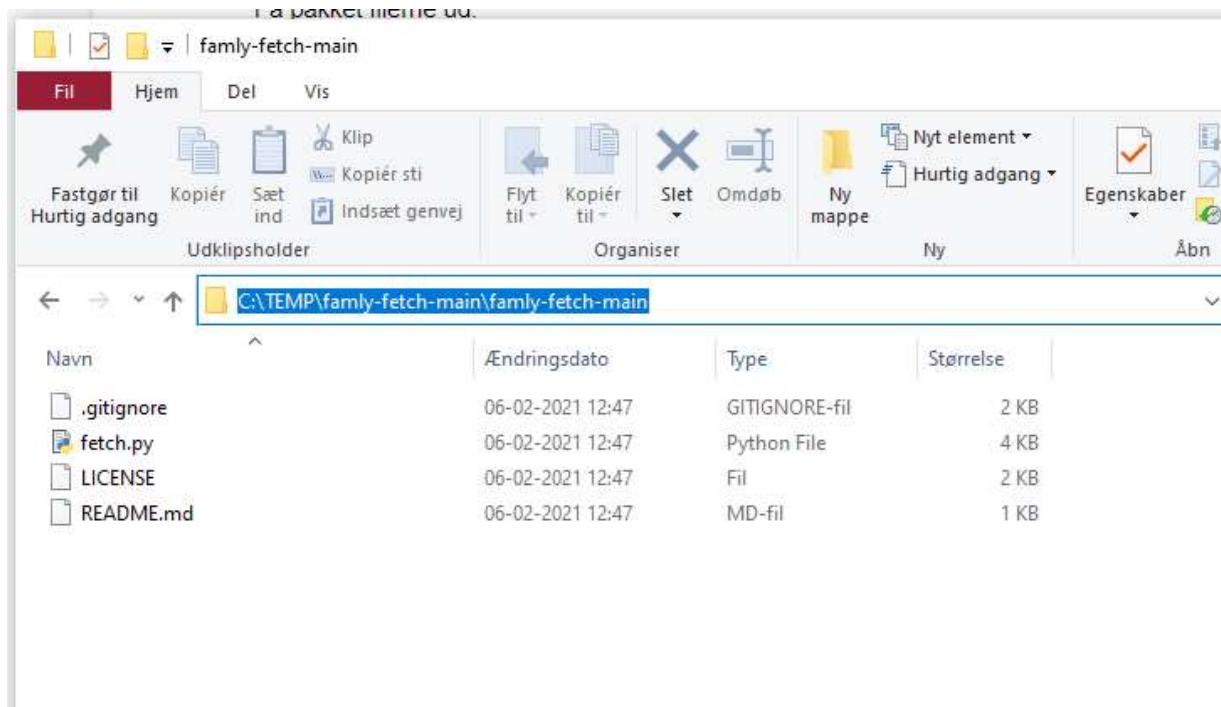 Få pakket filerne ud.
famly-fetch-main
Fil Hjem Del Vis
Fastgør til
Hurtig adgang
Kopiér
Sæt
ind
Klip
Kopiér sti
Indsæt genvej
Udklipsholder
Flyt
til
Kopiér
til
Slet
Omdøb
Organiser
Ny
mappe
Nyt element
Hurtig adgang
Ny
Egenskaber
Åbn
C:\TEMP\famly-fetch-main\famly-fetch-main
Navn Ændringsdato Type Størrelse
.gitignore 06-02-2021 12:47 GITIGNORE-fil 2 KB
fetch.py 06-02-2021 12:47 Python File 4 KB
LICENSE 06-02-2021 12:47 Fil 2 KB
README.md 06-02-2021 12:47 MD-fil 1 KB